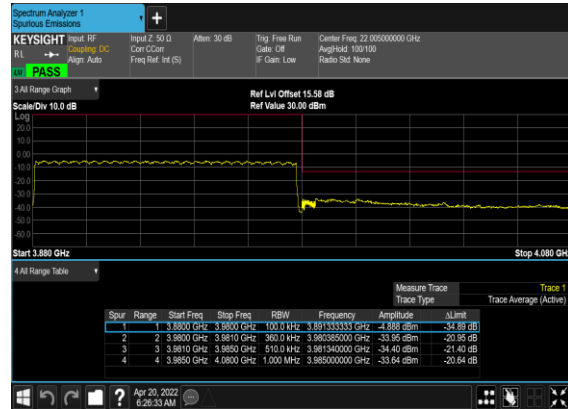 Spectrum Analyzer 1
Spurious Emissions
+
KEYSIGHT Input: RF Input Z: 50 Ω Atten: 30 dB Trig: Free Run Center Freq: 22.005000000 GHz
RL Coupling: DC Corr CCorr Gate: Off Avg|Hold: 100/100
Align: Auto Freq Ref: Int (S) IF Gain: Low Radio Std: None
LW PASS
3 All Range Graph
Ref Lvl Offset 15.58 dB
Scale/Div 10.0 dB Ref Value 30.00 dBm
Log
20.0
10.0
0.00
-10.0
-20.0
-30.0
-40.0
-50.0
-60.0
Start 3.880 GHz Stop 4.080 GHz
4 All Range Table
Measure Trace Trace 1
Trace Type Trace Average (Active)
Spur Range Start Freq Stop Freq RBW Frequency Amplitude ΔLimit
1 1 3.8800 GHz 3.9800 GHz 100.0 kHz 3.891333333 GHz -4.888 dBm -34.89 dB
2 2 3.9800 GHz 3.9810 GHz 360.0 kHz 3.980385000 GHz -33.95 dBm -20.95 dB
3 3 3.9810 GHz 3.9850 GHz 510.0 kHz 3.981340000 GHz -34.40 dBm -21.40 dB
4 4 3.9850 GHz 4.0800 GHz 1.000 MHz 3.985000000 GHz -33.64 dBm -20.64 dB
? Apr 20, 2022
6:26:33 AM